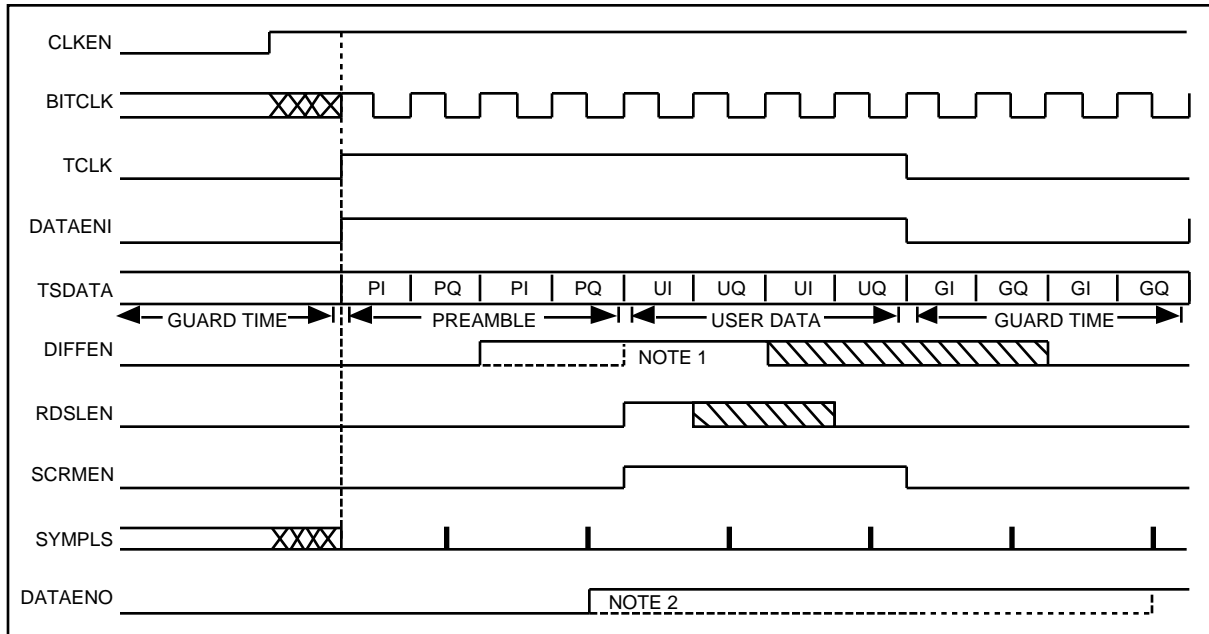 CLKEN
BITCLK
TCLK
DATAENI
TSDATA PI PQ PI PQ UI UQ UI UQ GI GQ GI GQ
GUARD TIME PREAMBLE USER DATA GUARD TIME
DIFFEN NOTE 1
RDSLEN
SCRMEN
SYMPLS
DATAENO NOTE 2